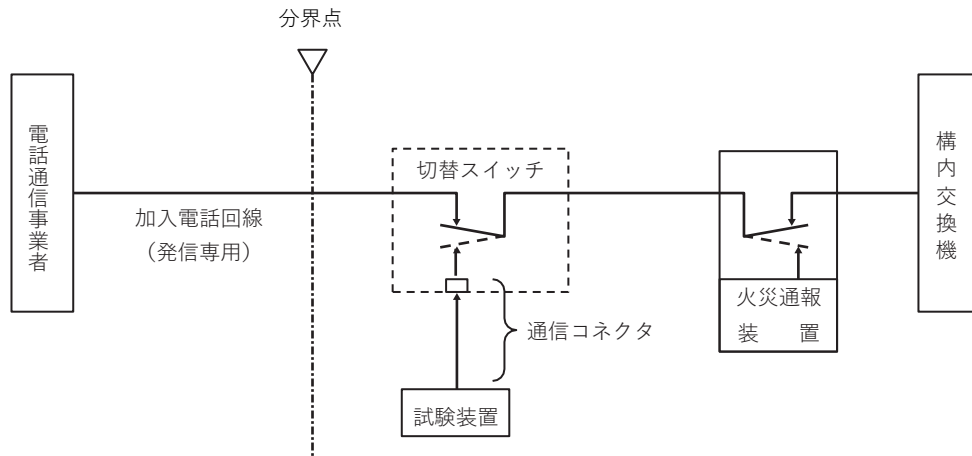 分界点
電話通信事業者
切替スイッチ
構内交換機
加入電話回線
（発信専用）
火災通報
装　置
通信コネクタ
試験装置